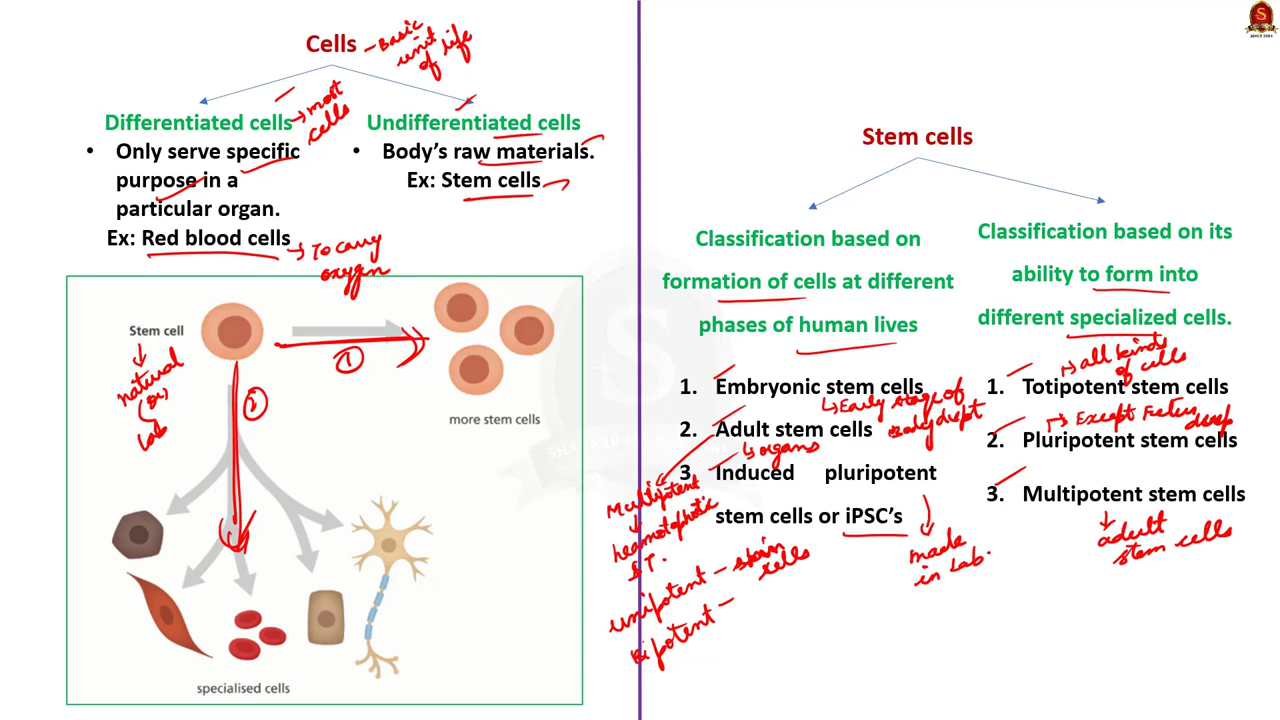 Cells
- Basic
unit
of life
Differentiated cells
→ most
cells
• Only serve specific
purpose in a
particular organ.
Ex: Red blood cells
→ To carry
oxygen
Undifferentiated cells
• Body's raw materials.
Ex: Stem cells
Stem cell
natural
(or)
Lab
1
2
more stem cells
specialised cells
Stem cells
Classification based on
formation of cells at different
phases of human lives
1. Embryonic stem cells
Early stage of
Body
2. Adult stem cells
organs
3. Induced pluripotent
stem cells or iPSC's
made
in Lab.
Multipotent
S T.
unipotent - skin
cells
Bipotent -
Classification based on its
ability to form into
different specialized cells.
→ all kinds
of cells
1. Totipotent stem cells
→ Except Fetus
2. Pluripotent stem cells
3. Multipotent stem cells
adult
stem cells
SINCE 2004